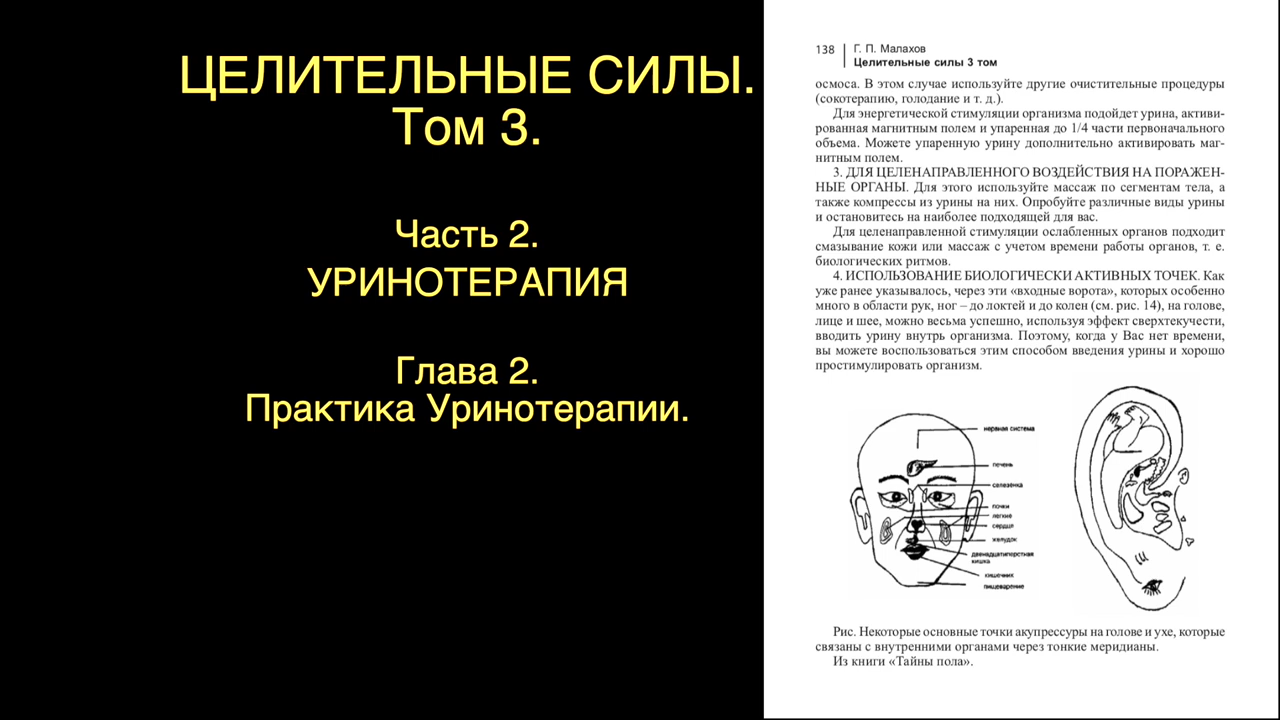 ЦЕЛИТЕЛЬНЫЕ СИЛЫ.
Том 3.
Часть 2.
УРИНОТЕРАПИЯ
Глава 2.
Практика Уринотерапии.
138
Г. П. Малахов
Целительные силы 3 том
осмоса. В этом случае используйте другие очистительные процедуры
(сокотерапию, голодание и т. д.).
Для энергетической стимуляции организма подойдет урина, активи-
рованная магнитным полем и упаренная до 1/4 части первоначального
объема. Можете упаренную урину дополнительно активировать маг-
нитным полем.
3. ДЛЯ ЦЕЛЕНАПРАВЛЕННОГО ВОЗДЕЙСТВИЯ НА ПОРАЖЕН-
НЫЕ ОРГАНЫ. Для этого используйте массаж по сегментам тела, а
также компрессы из урины на них. Опробуйте различные виды урины
и остановитесь на наиболее подходящей для вас.
Для целенаправленной стимуляции ослабленных органов подходит
смазывание кожи или массаж с учетом времени работы органов, т. е.
биологических ритмов.
4. ИСПОЛЬЗОВАНИЕ БИОЛОГИЧЕСКИ АКТИВНЫХ ТОЧЕК. Как
уже ранее указывалось, через эти «входные ворота», которых особенно
много в области рук, ног – до локтей и до колен (см. рис. 14), на голове,
лице и шее, можно весьма успешно, используя эффект сверхтекучести,
вводить урину внутрь организма. Поэтому, когда у Вас нет времени,
вы можете воспользоваться этим способом введения урины и хорошо
простимулировать организм.
нервная система
печень
селезенка
почки
легкие
сердце
желудок
двенадцатиперстная
кишка
кишечник
пищеварение
Рис. Некоторые основные точки акупрессуры на голове и ухе, которые
связаны с внутренними органами через тонкие меридианы.
Из книги «Тайны пола».